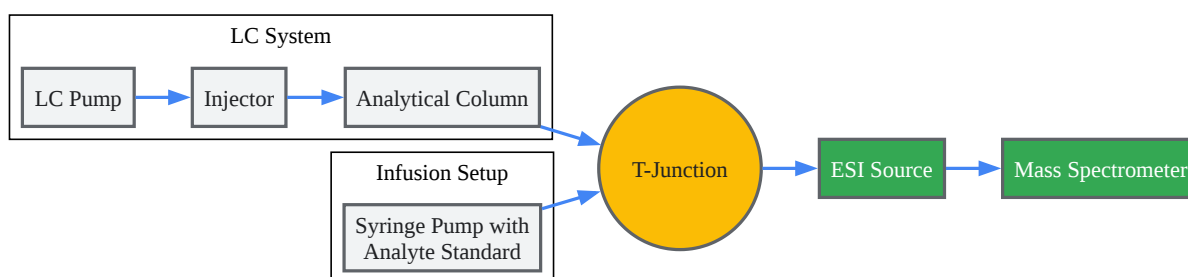 LC System
LC Pump
Injector
Analytical Column
Infusion Setup
Syringe Pump with
Analyte Standard
T-Junction
ESI Source
Mass Spectrometer